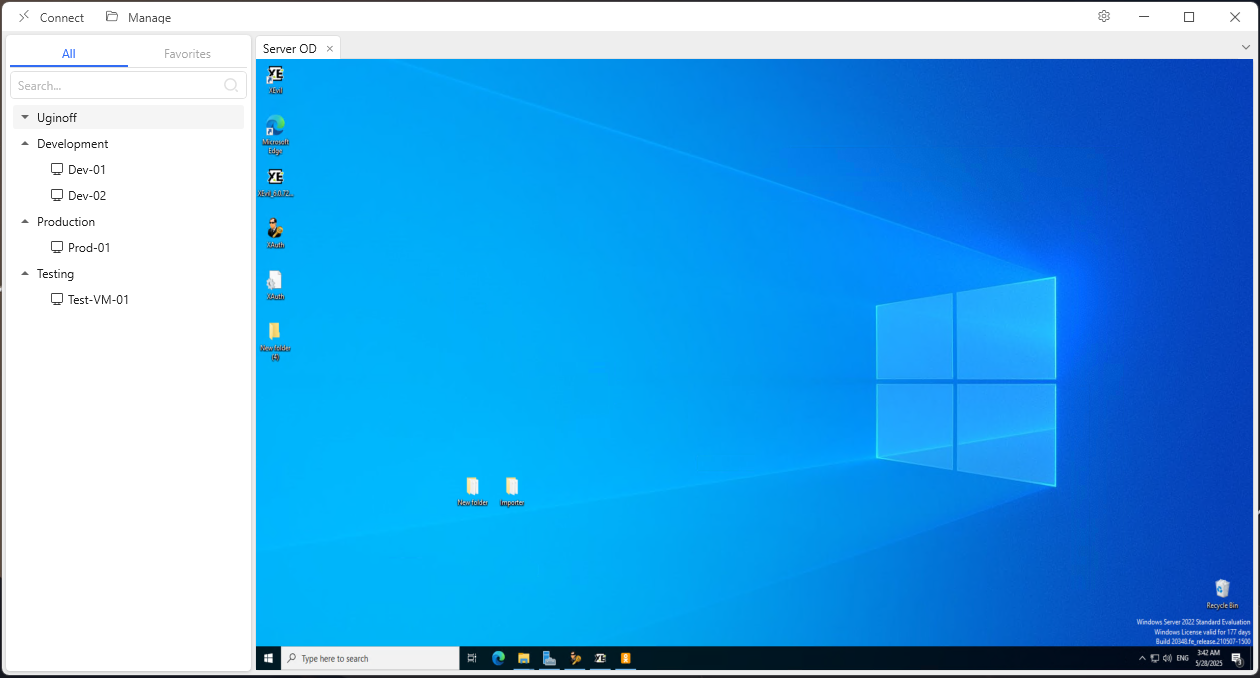 Connect
Manage
All
Favorites
Server OD
Search...
Uginoff
Development
Dev-01
Dev-02
Production
Prod-01
Testing
Test-VM-01
Microsoft
Edge
XAuth
XAuth
New folder
(4)
New folder
Importer
Recycle Bin
Windows Server 2022 Standard Evaluation
Windows License valid for 177 days
Build 20348.fe_release.210507-1500
Type here to search
ENG
3:42 AM
5/28/2025